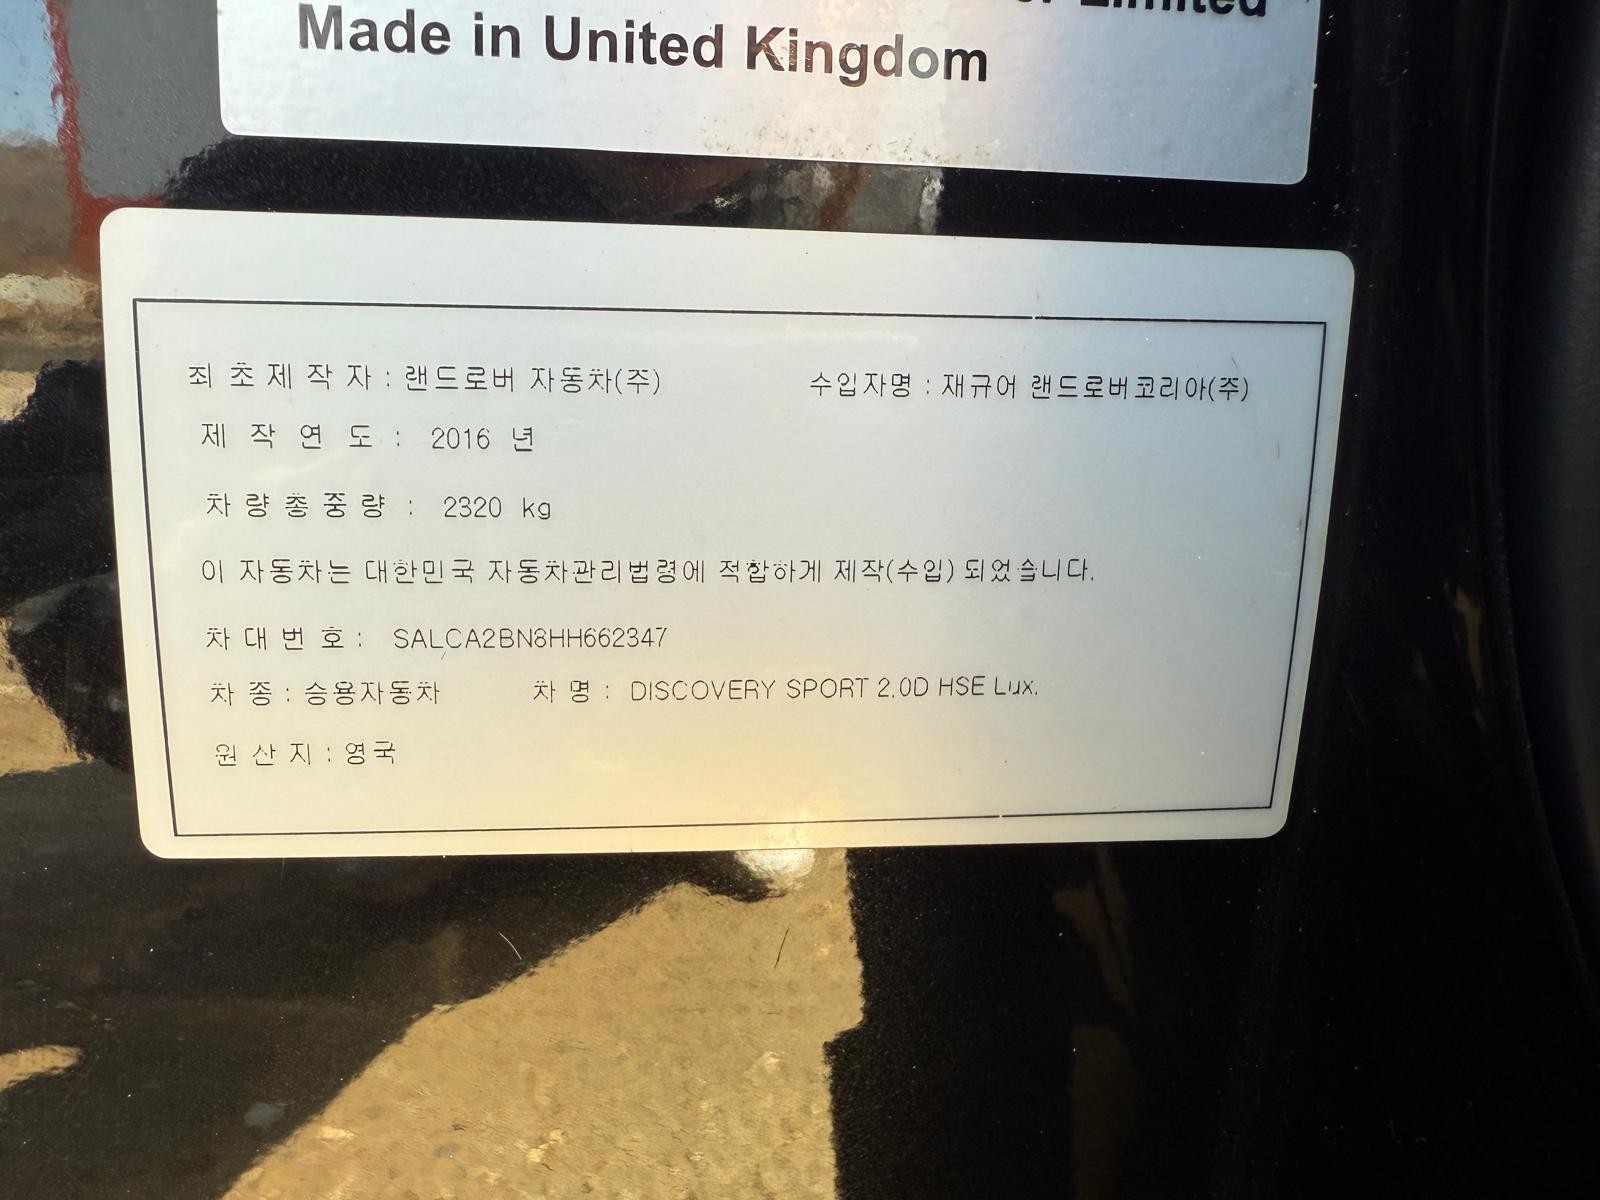 Limited
Made in United Kingdom
최초제작자 : 랜드로버 자동차(주) 수입자명 : 재규어 랜드로버코리아(주)
제작연도 : 2016 년
차량총중량 : 2320 kg
이 자동차는 대한민국 자동차관리법령에 적합하게 제작(수입) 되었습니다.
차대번호 : SALCA2BN8HH662347
차종 : 승용자동차 차명 : DISCOVERY SPORT 2.0D HSE Lux.
원산지 : 영국